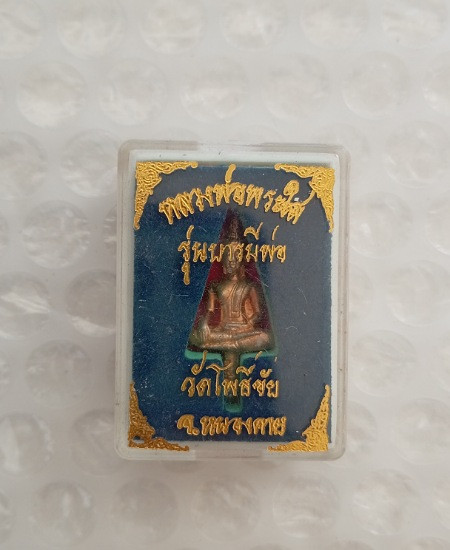 หลวงพ่อพระใส
รุ่นบารมีพ่อ
วัดโพธิ์ชัย
จ.หนองคาย